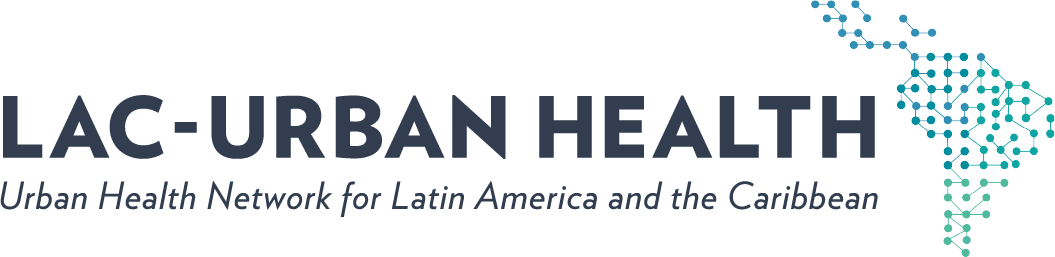 LAC-URBAN HEALTH
Urban Health Network for Latin America and the Caribbean